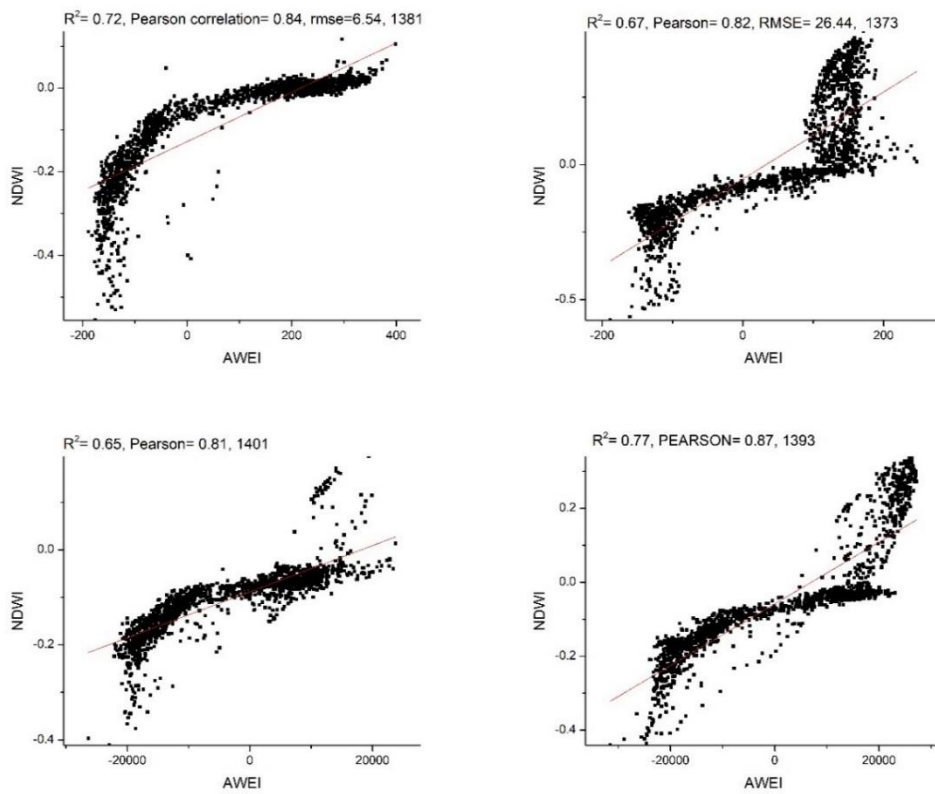 R²= 0.72, Pearson correlation= 0.84, rmse=6.54, 1381
0.0
-0.2
-0.4
NDWI
-200
0
200
400
AWEI
R²= 0.67, Pearson= 0.82, RMSE= 26.44, 1373
0.0
-0.5
NDWI
-200
0
200
AWEI
R²= 0.65, Pearson= 0.81, 1401
0.0
-0.2
-0.4
NDWI
-20000
0
20000
AWEI
R²= 0.77, PEARSON= 0.87, 1393
0.2
0.0
-0.2
-0.4
NDWI
-20000
0
20000
AWEI